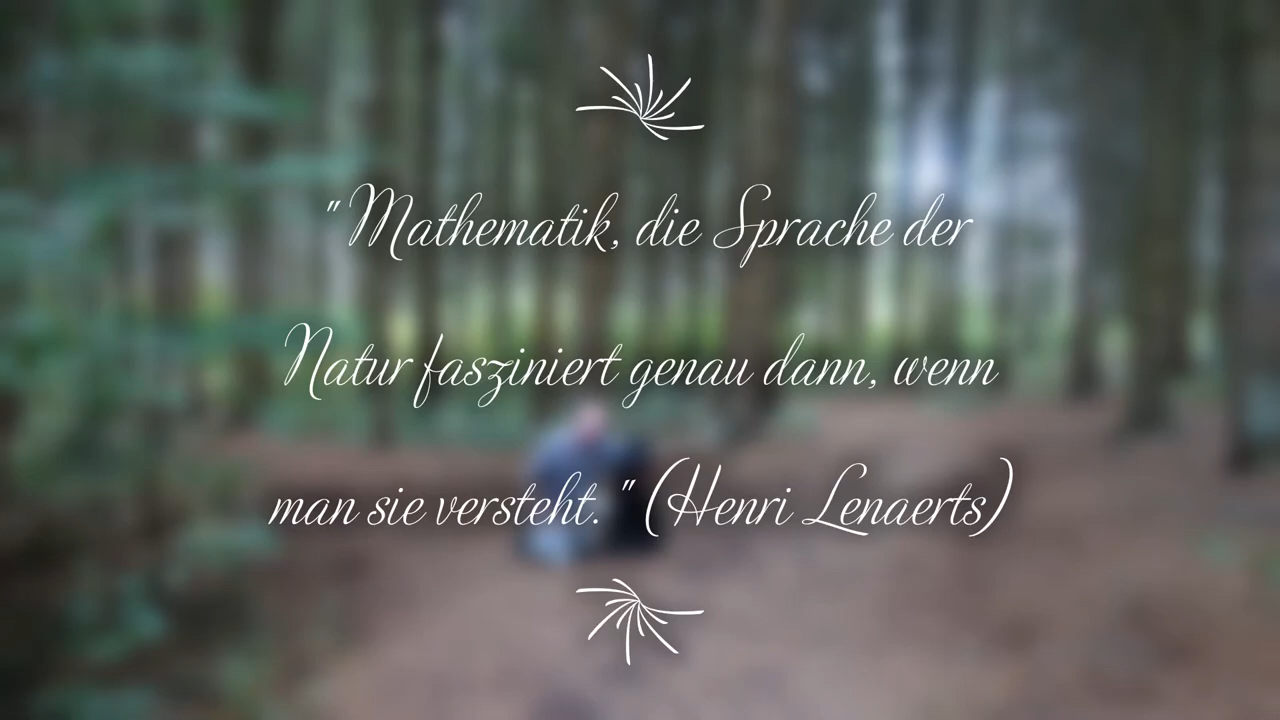 "Mathematik, die Sprache der
Natur fasziniert genau dann, wenn
man sie versteht." (Henri Lenaerts)